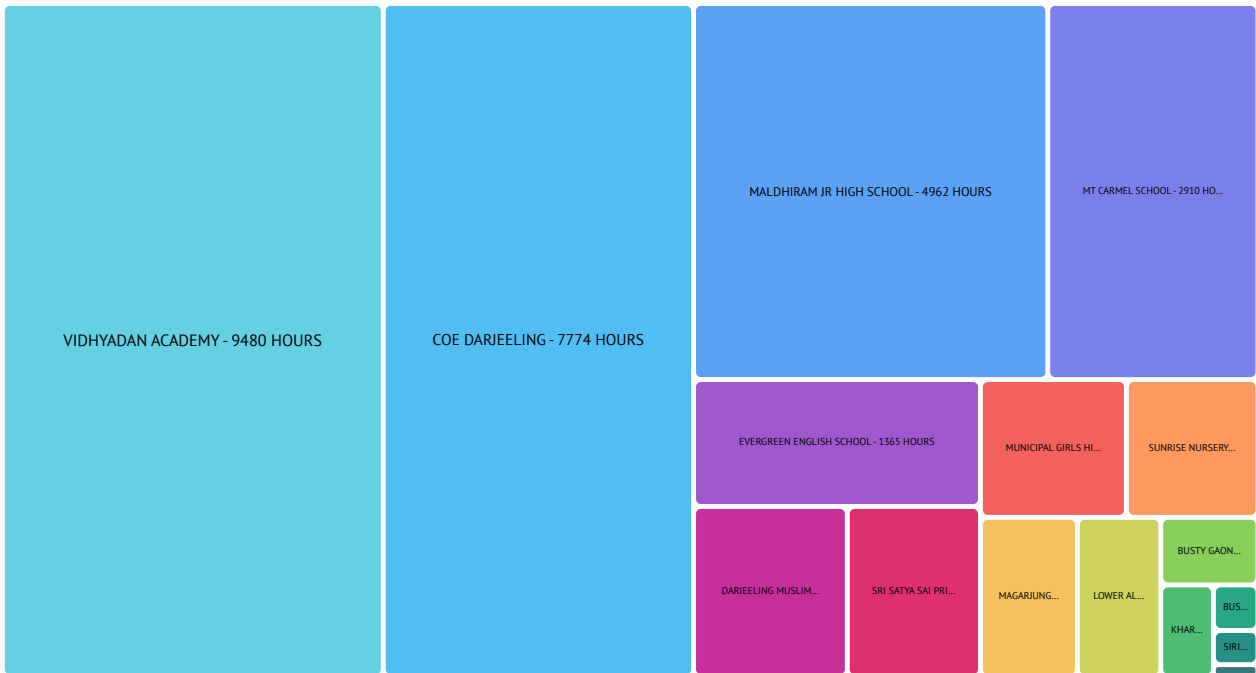 VIDHYADAN ACADEMY - 9480 HOURS
COE DARJEELING - 7774 HOURS
MALDHIRAM JR HIGH SCHOOL - 4962 HOURS
MT CARMEL SCHOOL - 2910 HO...
EVERGREEN ENGLISH SCHOOL - 1365 HOURS
MUNICIPAL GIRLS HI...
SUNRISE NURSERY...
DARJEELING MUSLIM...
SRI SATYA SAI PRI...
MAGARJUNG...
LOWER AL...
BUSTY GAON...
KHAR...
BUS...
SIRI...